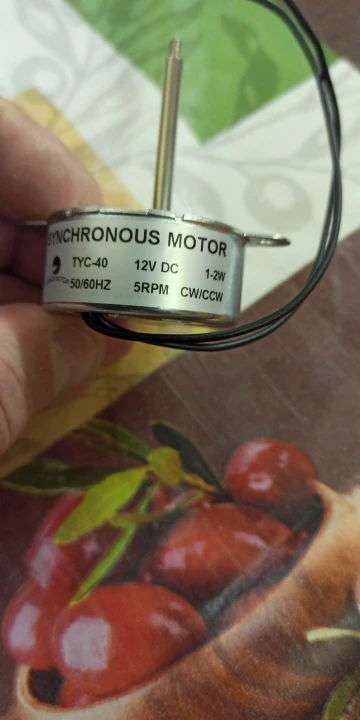 SYNCHRONOUS MOTOR
TYC-40 12V DC 1-2W
50/60HZ 5RPM CW/CCW